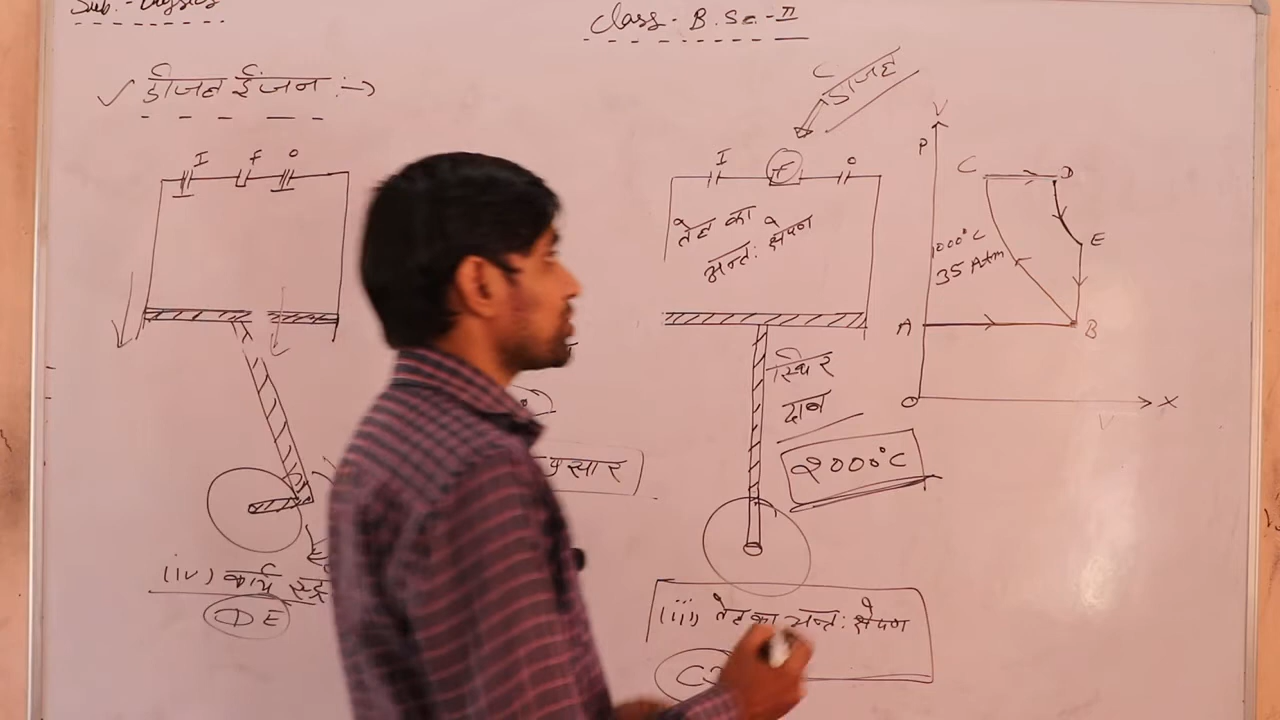 Sub. - Physics
Class - B. Sc. - II
✓ डीजल इंजन :→
I f o
(iv) कार्य
DE
डीजल
I f o
तेल का
अन्त: क्षेपण
स्थिर
दाब
2000°C
(iii) तेल का अन्त: क्षेपण
P
C D
E
1000°C
35 Atm
A B
O X
V